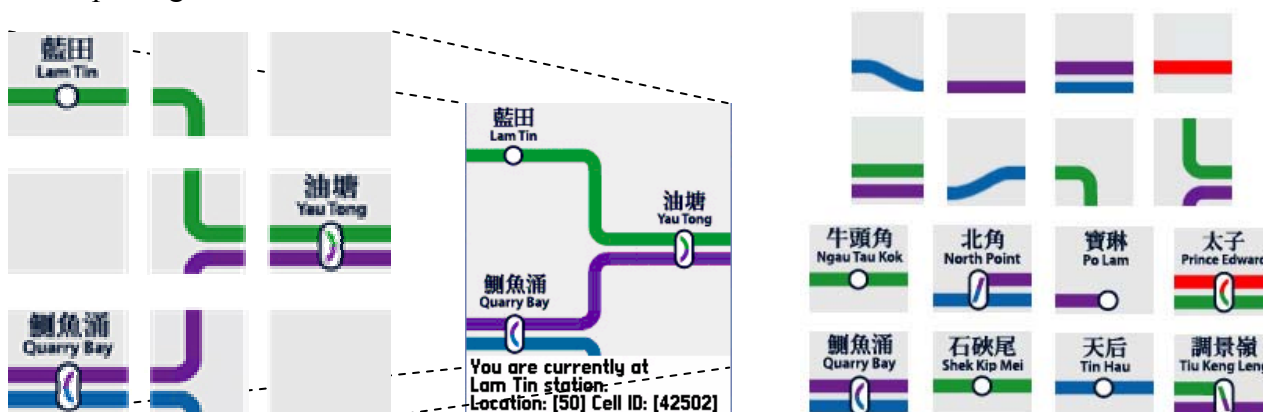 藍田
Lam Tin
油塘
Yau Tong
鰂魚涌
Quarry Bay
藍田
Lam Tin
油塘
Yau Tong
鰂魚涌
Quarry Bay
You are currently at
Lam Tin station.
Location: [50] Cell ID: [42502]
牛頭角
Ngau Tau Kok
北角
North Point
寶琳
Po Lam
太子
Prince Edward
鰂魚涌
Quarry Bay
石硤尾
Shek Kip Mei
天后
Tin Hau
調景嶺
Tiu Keng Leng